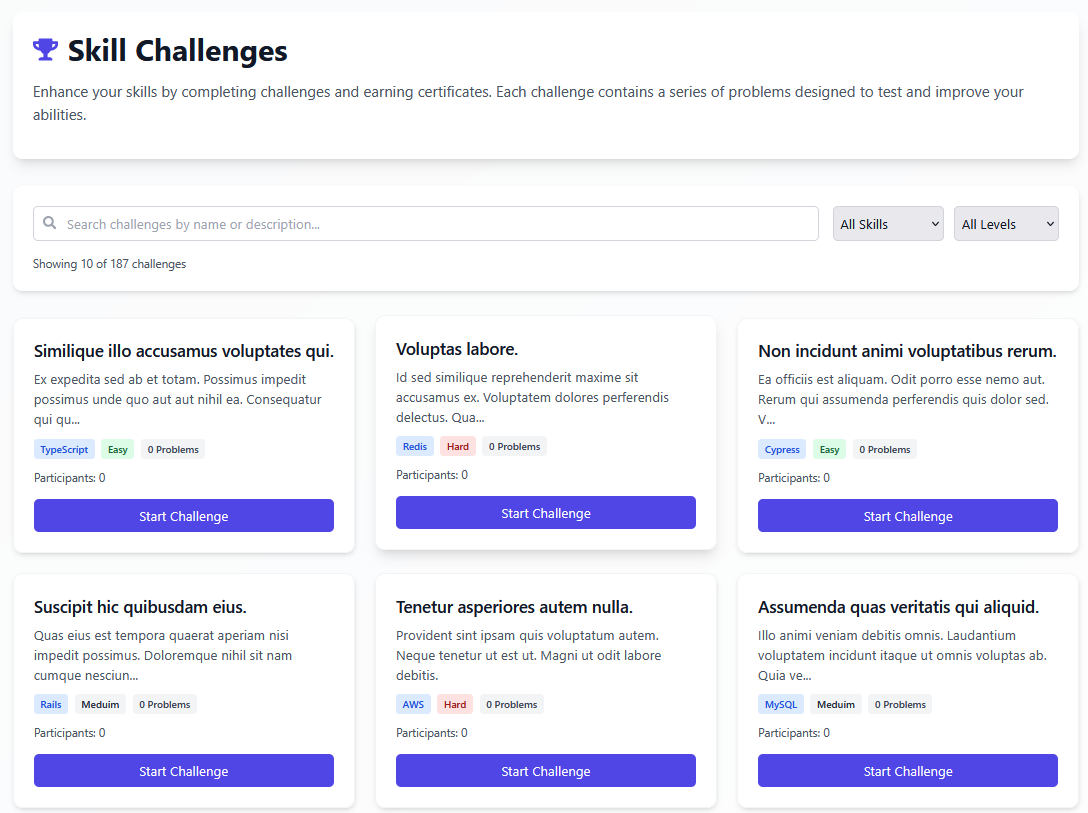 Skill Challenges
Enhance your skills by completing challenges and earning certificates. Each challenge contains a series of problems designed to test and improve your
abilities.
Search challenges by name or description...
All Skills
All Levels
Showing 10 of 187 challenges
Similique illo accusamus voluptates qui.
Ex expedita sed ab et totam. Possimus impedit
possimus unde quo aut aut nihil ea. Consequatur
qui qu...
TypeScript Easy 0 Problems
Participants: 0
Start Challenge
Voluptas labore.
Id sed similique reprehenderit maxime sit
accusamus ex. Voluptatem dolores perferendis
delectus. Qua...
Redis Hard 0 Problems
Participants: 0
Start Challenge
Non incidunt animi voluptatibus rerum.
Ea officiis est aliquam. Odit porro esse nemo aut.
Rerum qui assumenda perferendis quis dolor sed.
V...
Cypress Easy 0 Problems
Participants: 0
Start Challenge
Suscipit hic quibusdam eius.
Quas eius est tempora quaerat aperiam nisi
impedit possimus. Doloremque nihil sit nam
cumque nesciun...
Rails Meduim 0 Problems
Participants: 0
Start Challenge
Tenetur asperiores autem nulla.
Provident sint ipsam quis voluptatum autem.
Neque tenetur ut est ut. Magni ut odit labore
debitis.
AWS Hard 0 Problems
Participants: 0
Start Challenge
Assumenda quas veritatis qui aliquid.
Illo animi veniam debitis omnis. Laudantium
voluptatem incidunt itaque ut omnis voluptas ab.
Quia ve...
MySQL Meduim 0 Problems
Participants: 0
Start Challenge